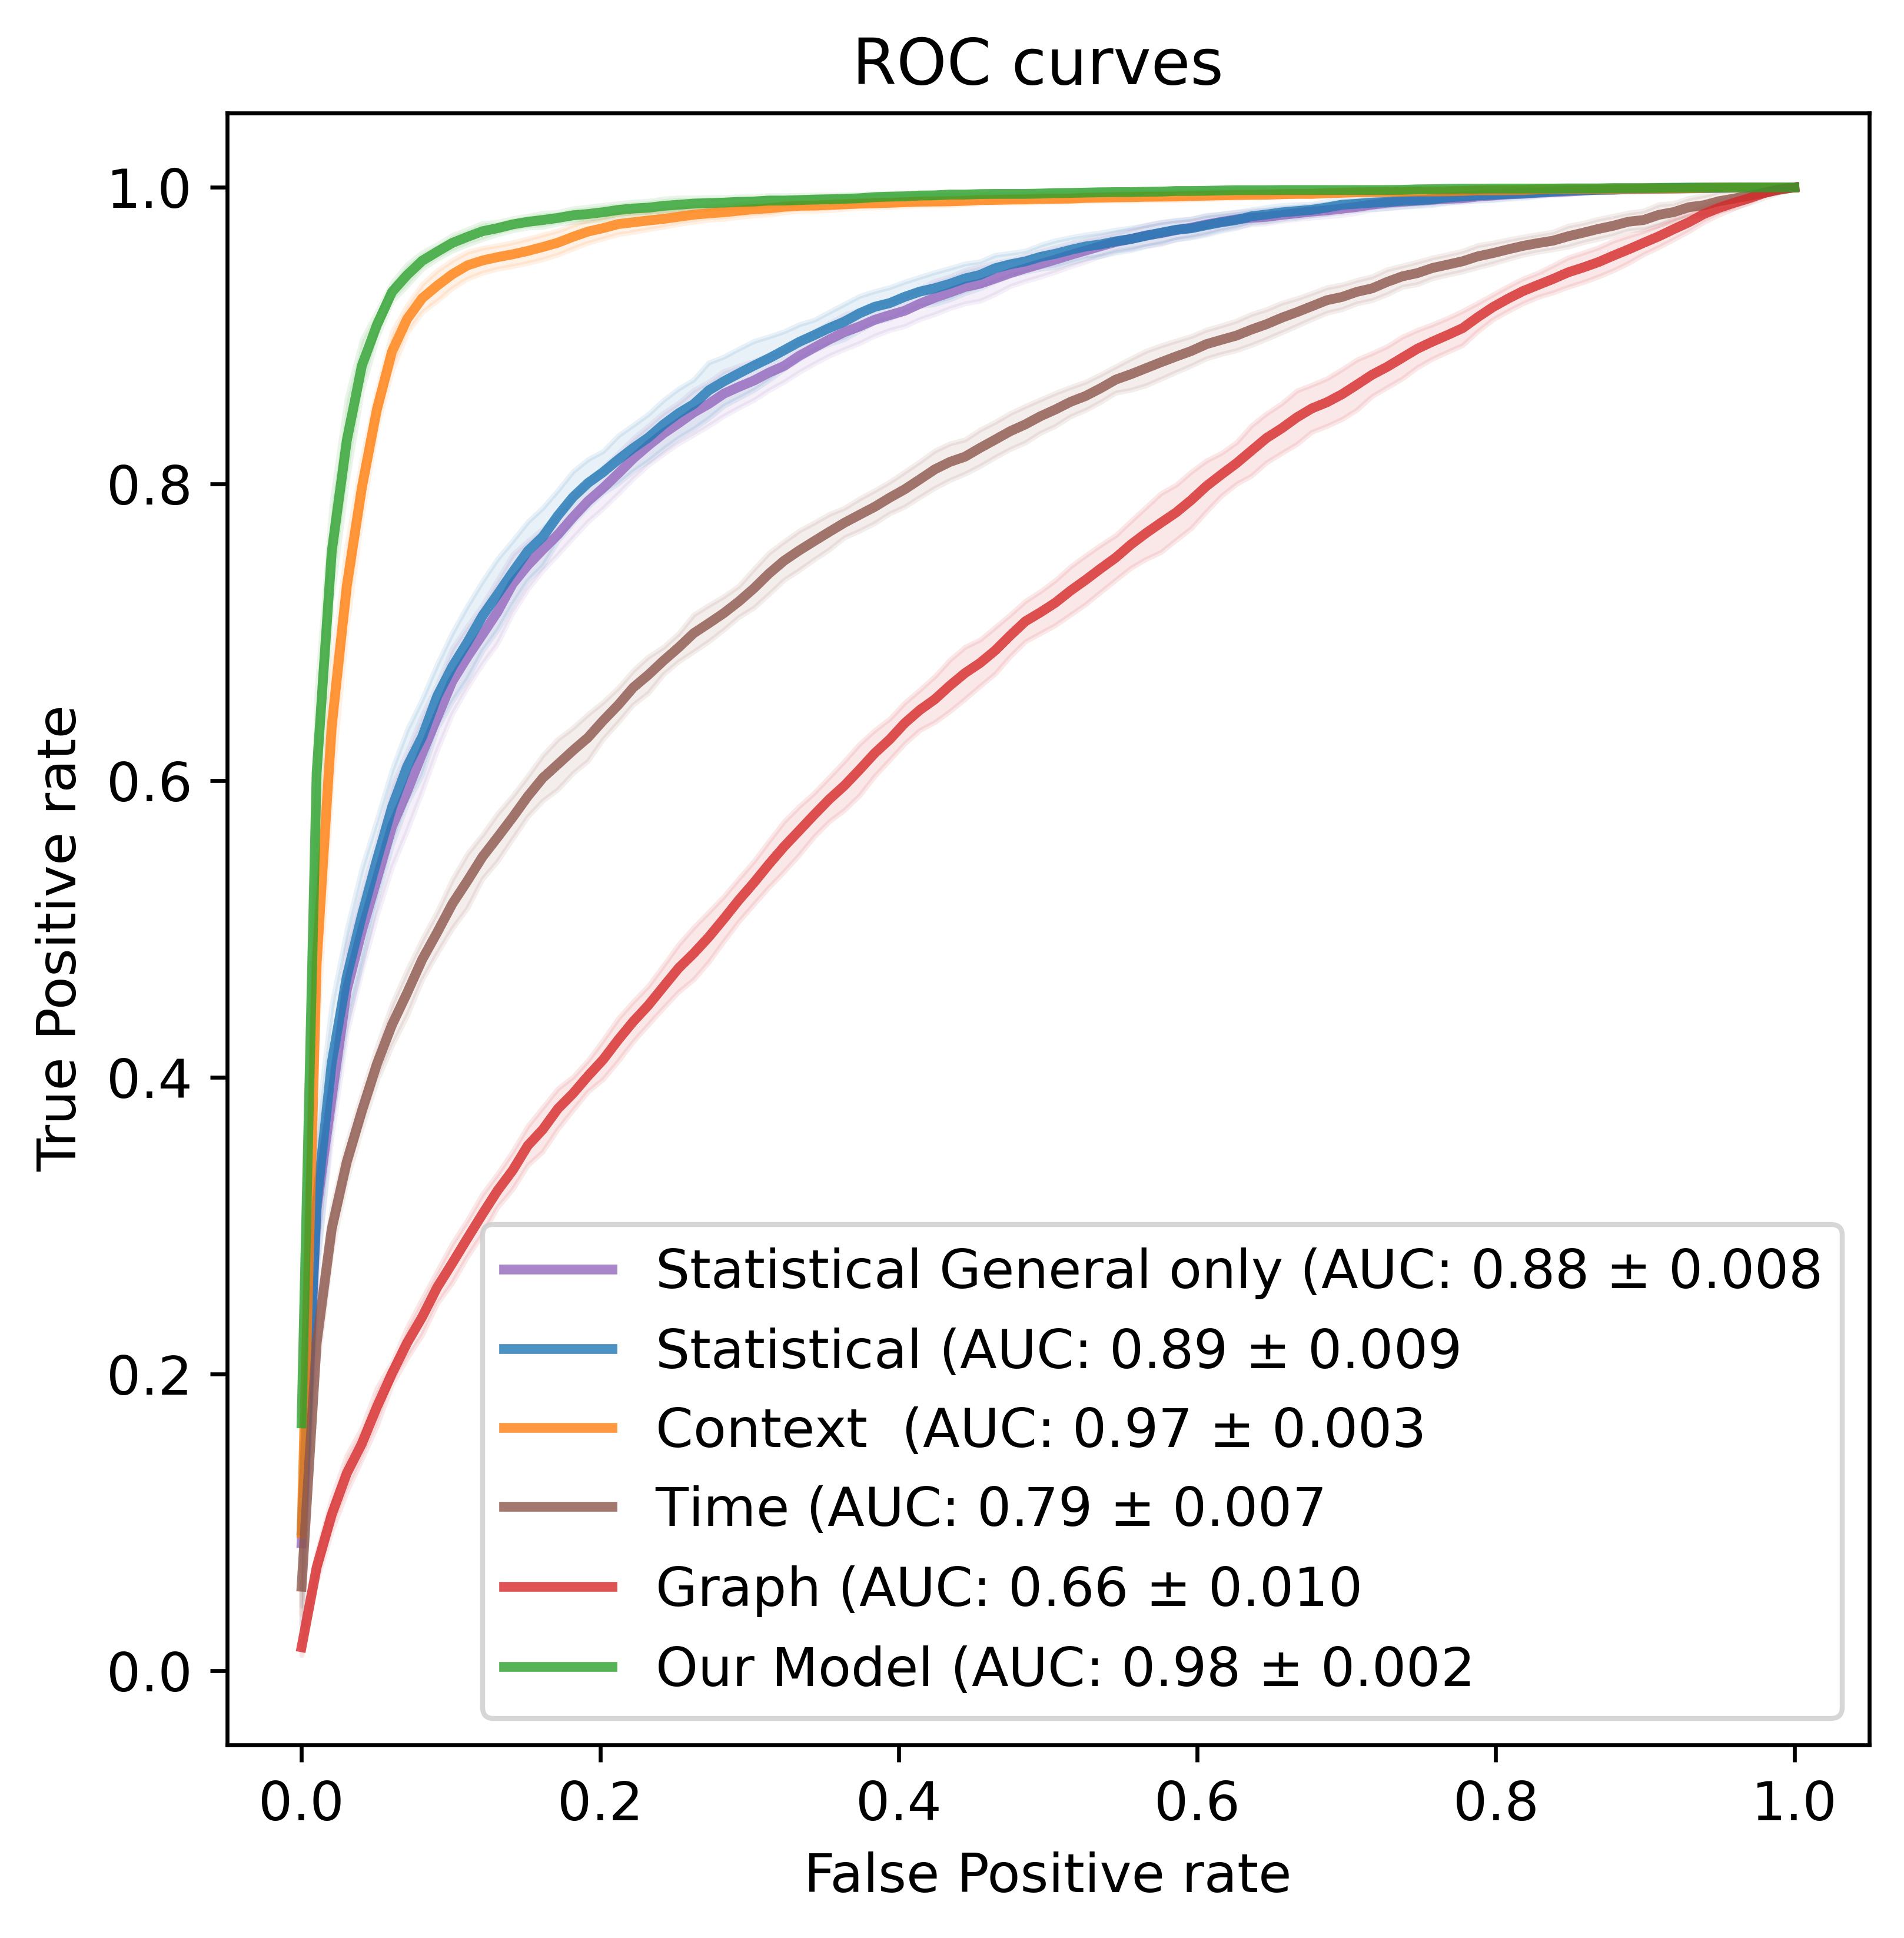 ROC curves
1.0
0.8
0.6
0.4
0.2
0.0
True Positive rate
Statistical General only (AUC: 0.88 ± 0.008
Statistical (AUC: 0.89 ± 0.009
Context  (AUC: 0.97 ± 0.003
Time (AUC: 0.79 ± 0.007
Graph (AUC: 0.66 ± 0.010
Our Model (AUC: 0.98 ± 0.002
0.0 0.2 0.4 0.6 0.8 1.0
False Positive rate